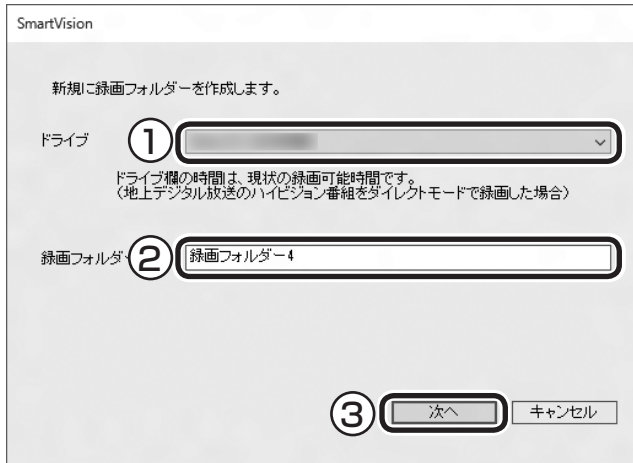 SmartVision
新規に録画フォルダーを作成します。
ドライブ ①
ドライブ欄の時間は、現状の録画可能時間です。
（地上デジタル放送のハイビジョン番組をダイレクトモードで録画した場合）
録画フォルダ ② 録画フォルダー4
③ 次へ キャンセル